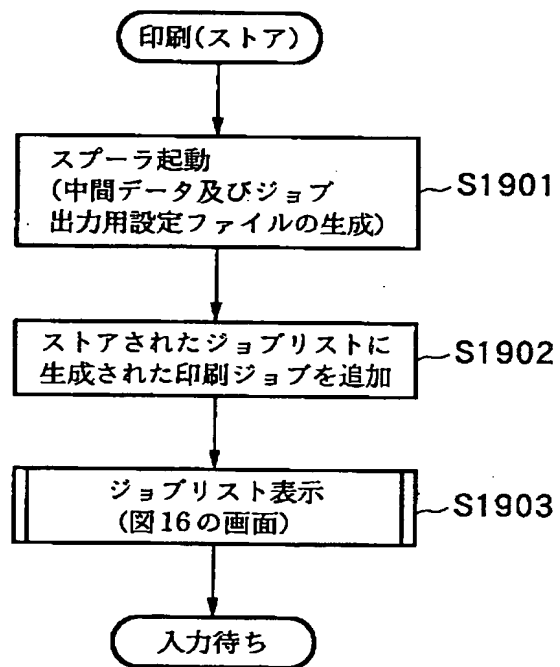 印刷(ストア)
スプーラ起動
(中間データ及びジョブ
出力用設定ファイルの生成)
S1901
ストアされたジョブリストに
生成された印刷ジョブを追加
S1902
ジョブリスト表示
(図16の画面)
S1903
入力待ち